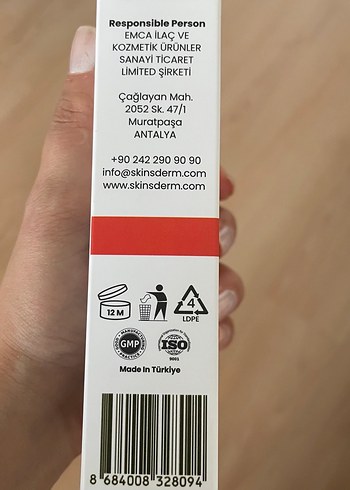 Responsible Person
EMCA İLAÇ VE
KOZMETİK ÜRÜNLER
SANAYİ TİCARET
LİMİTED ŞİRKETİ
Çağlayan Mah.
2052 Sk. 47/1
Muratpaşa
ANTALYA
+90 242 290 90 90
info@skinsderm.com
www.skinsderm.com
12 M
4
LDPE
GMP
ISO
9001
Made In Türkiye
8 684008 328094